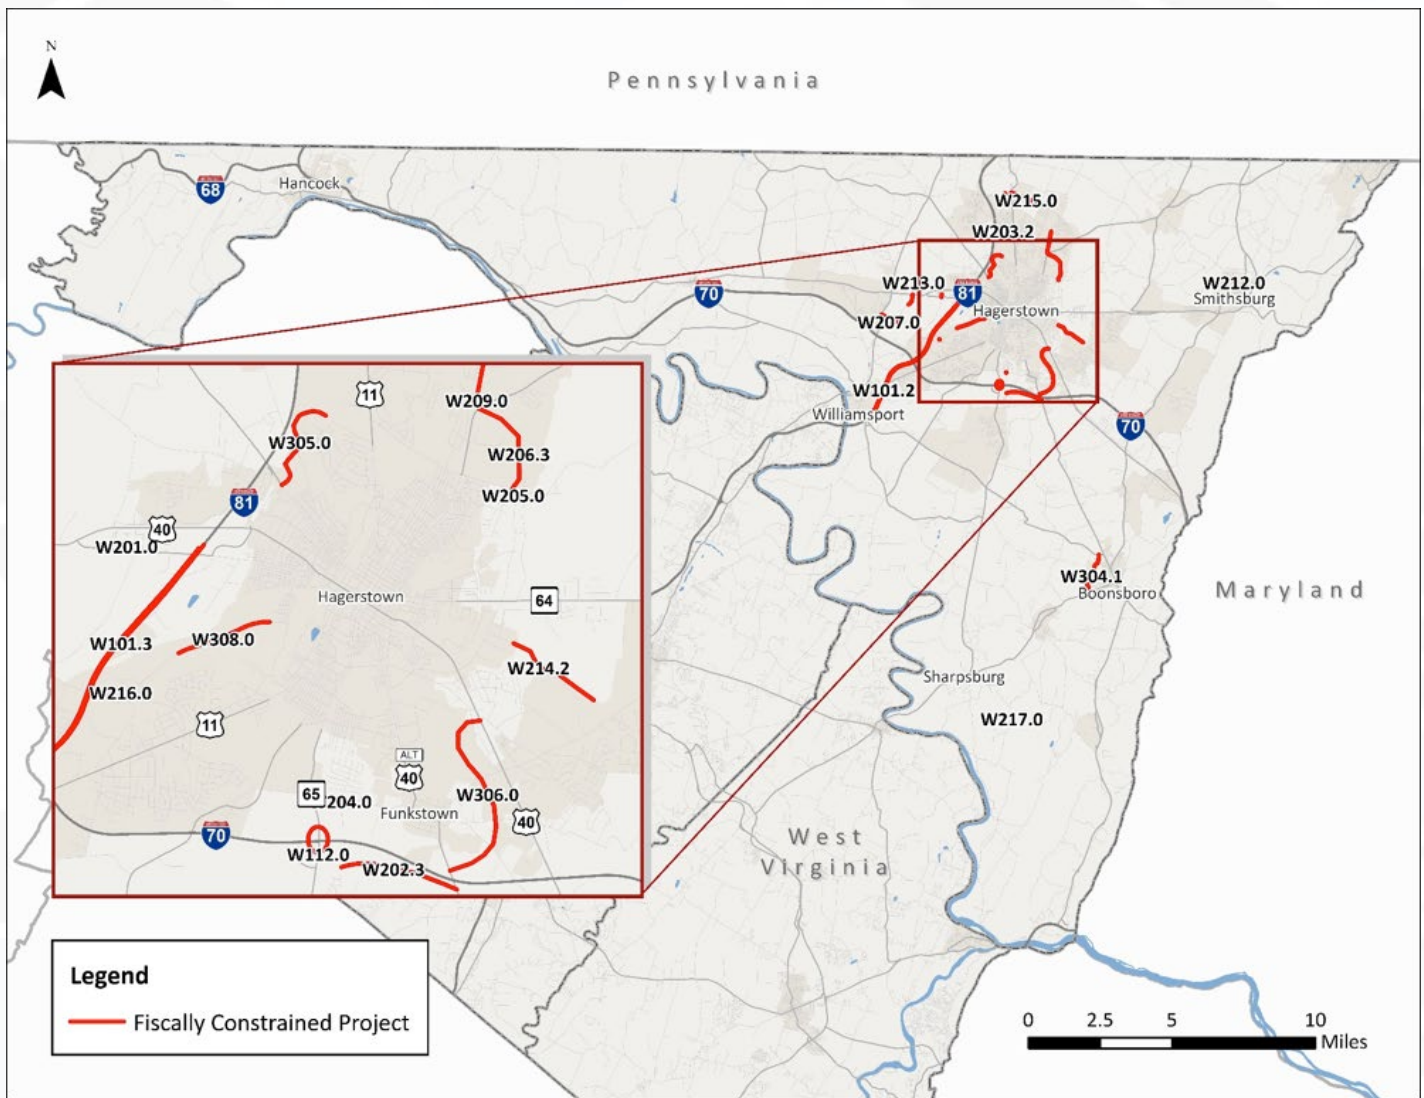 N
Pennsylvania
68
Hancock
W215.0
W203.2
W213.0
81
70
W212.0
Smithsburg
Hagerstown
W207.0
W101.2
Williamsport
70
11
W209.0
W305.0
W206.3
W205.0
81
40
W201.0
Hagerstown
64
W308.0
W101.3
W214.2
W216.0
11
ALT
40
65
204.0
W306.0
Funkstown
40
70
W112.0
W202.3
W304.1
Boonsboro
Maryland
Sharpsburg
W217.0
West
Virginia
Legend
Fiscally Constrained Project
0 2.5 5 10
Miles